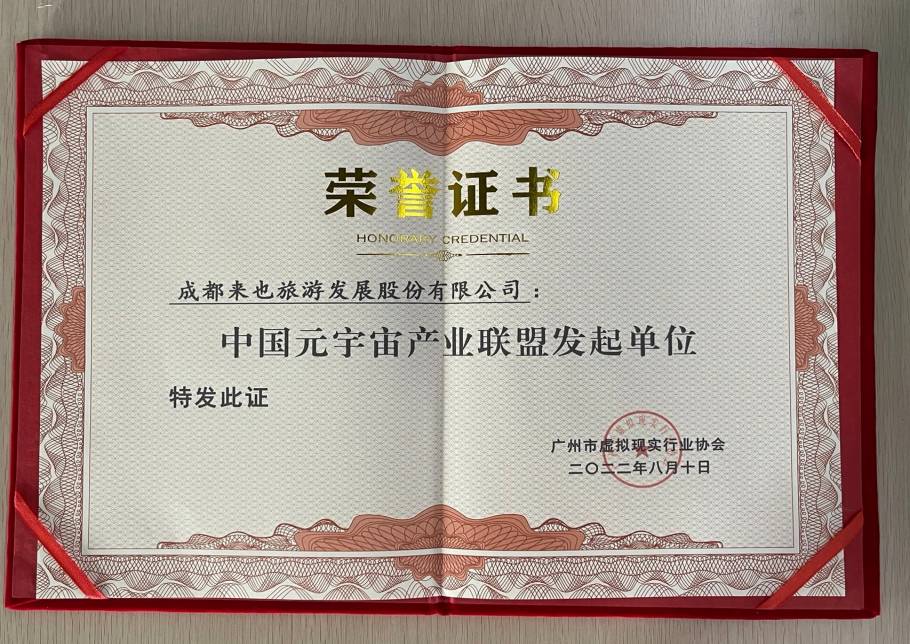 荣誉证书
HONORARY CREDENTIAL
成都来也旅游发展股份有限公司：
中国元宇宙产业联盟发起单位
特发此证
广州市虚拟现实行业协会
二〇二二年八月十日